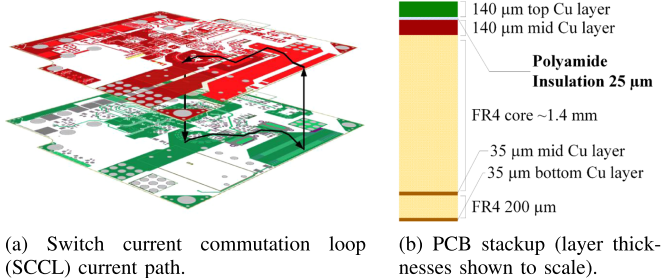 140 μm top Cu layer
140 μm mid Cu layer
Polyamide
Insulation 25 μm
FR4 core ~1.4 mm
35 μm mid Cu layer
35 μm bottom Cu layer
FR4 200 μm
(a) Switch current commutation loop
(SCCL) current path.
(b) PCB stackup (layer thick-
nesses shown to scale).